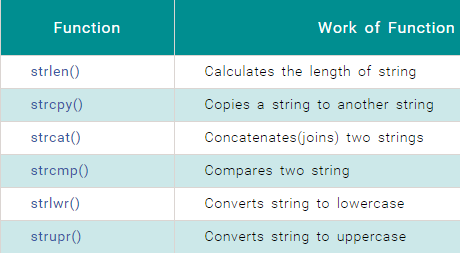 Function Work of Function
strlen() Calculates the length of string
strcpy() Copies a string to another string
strcat() Concatenates(joins) two strings
strcmp() Compares two string
strlwr() Converts string to lowercase
strupr() Converts string to uppercase